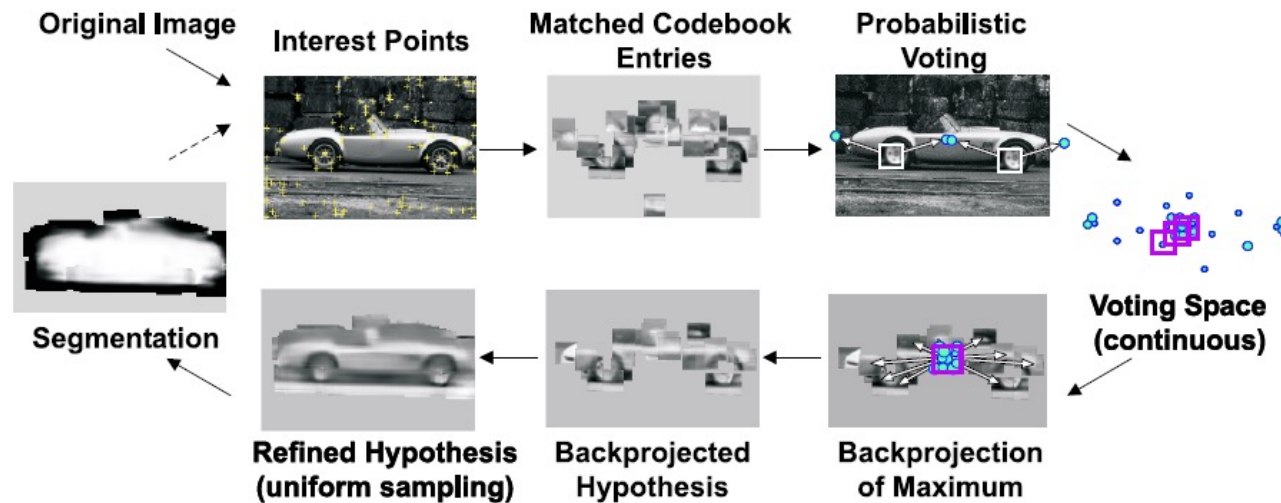 Original Image
Interest Points
Matched Codebook
Entries
Probabilistic
Voting
Voting Space
(continuous)
Segmentation
Refined Hypothesis
(uniform sampling)
Backprojected
Hypothesis
Backprojection
of Maximum